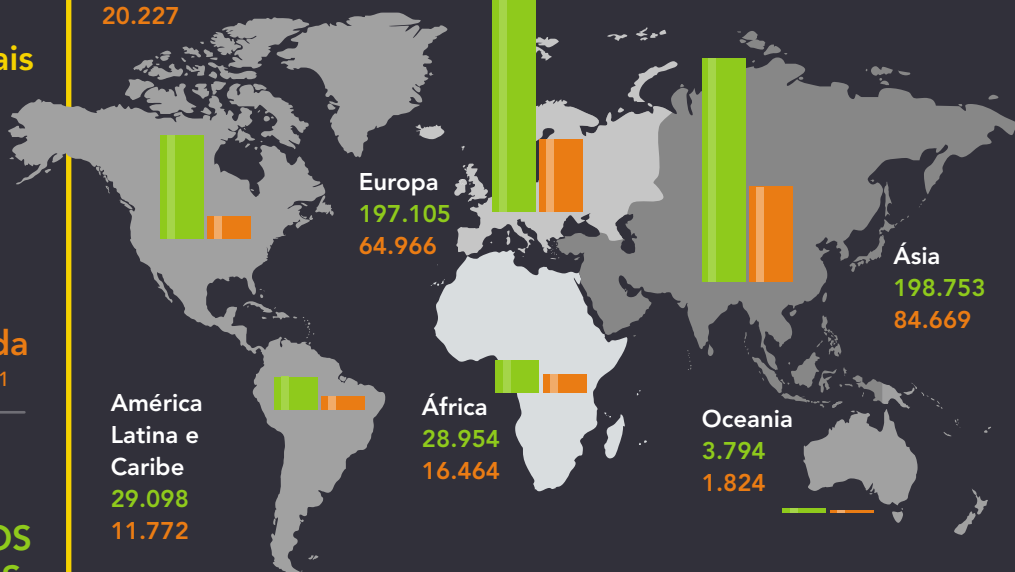 20.227
ais
Europa
197.105
64.966
Ásia
198.753
84.669
da
1
América
Latina e
Caribe
29.098
11.772
África
28.954
16.464
Oceania
3.794
1.824
OS